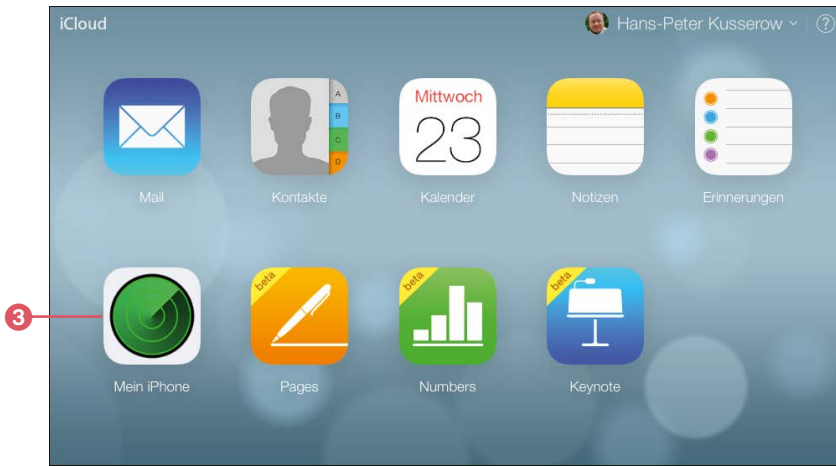 iCloud
Hans-Peter Kusserow
?
A
B
C
D
Mittwoch
23
Mail
Kontakte
Kalender
Notizen
Erinnerungen
3
beta
beta
beta
Mein iPhone
Pages
Numbers
Keynote